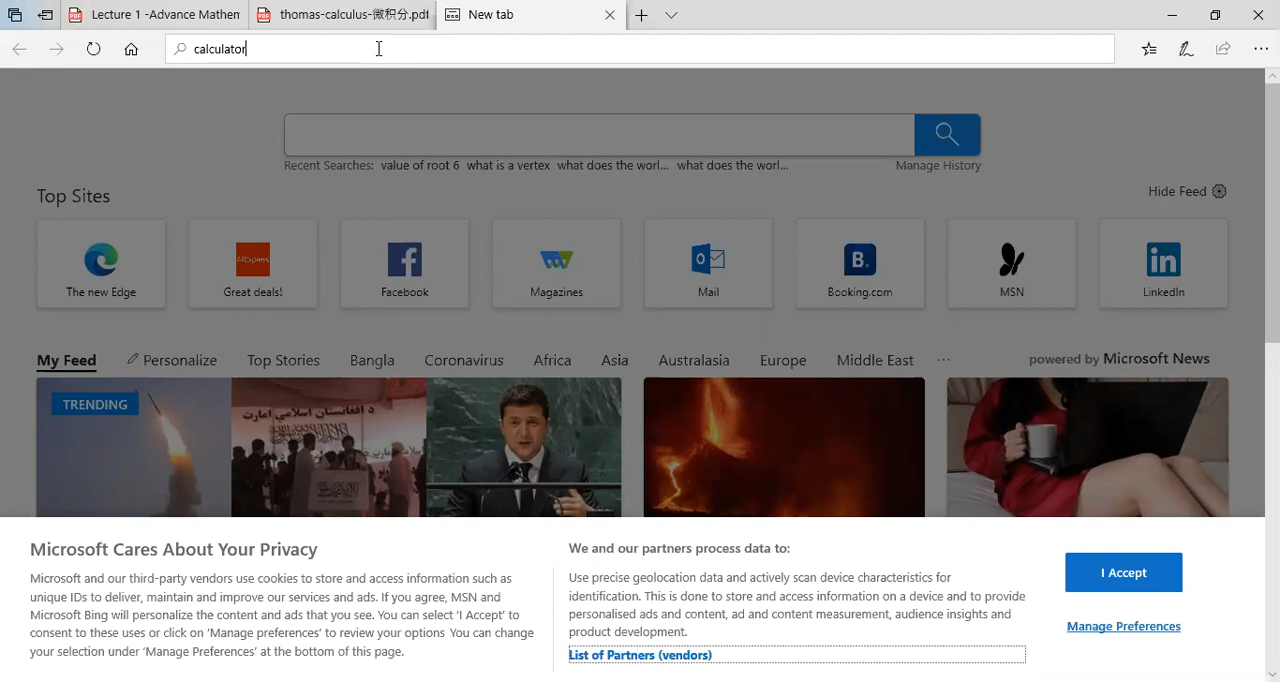 Lecture 1 -Advance Mathem
thomas-calculus-微积分.pdf
New tab
calculator
Recent Searches: value of root 6 what is a vertex what does the worl... what does the worl...
Manage History
Top Sites
Hide Feed
AliExpress
The new Edge
Great deals!
Facebook
Magazines
Mail
Booking.com
MSN
LinkedIn
My Feed
Personalize
Top Stories
Bangla
Coronavirus
Africa
Asia
Australasia
Europe
Middle East
...
powered by Microsoft News
TRENDING
Microsoft Cares About Your Privacy
Microsoft and our third-party vendors use cookies to store and access information such as
unique IDs to deliver, maintain and improve our services and ads. If you agree, MSN and
Microsoft Bing will personalize the content and ads that you see. You can select 'I Accept' to
consent to these uses or click on 'Manage preferences' to review your options You can change
your selection under 'Manage Preferences' at the bottom of this page.
We and our partners process data to:
Use precise geolocation data and actively scan device characteristics for
identification. This is done to store and access information on a device and to provide
personalised ads and content, ad and content measurement, audience insights and
product development.
List of Partners (vendors)
I Accept
Manage Preferences